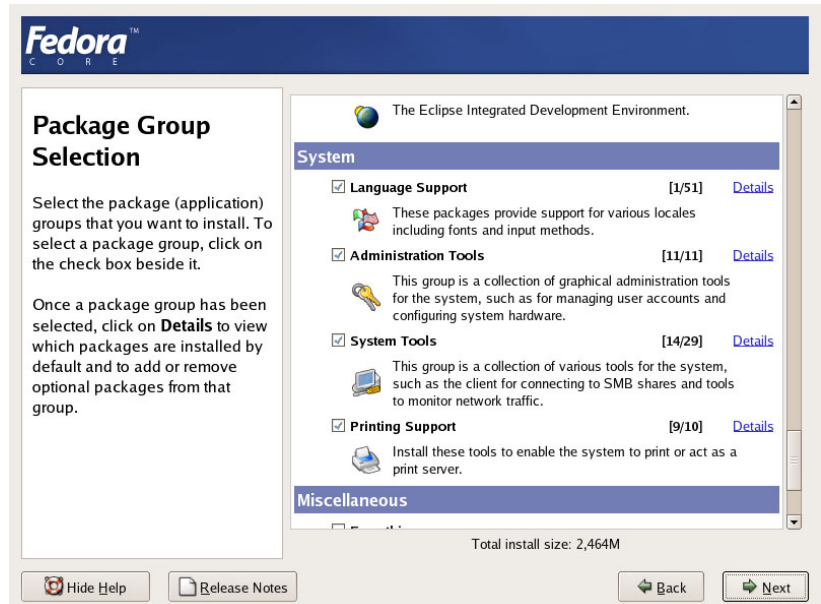 Fedora™
CORE
Package Group
Selection
Select the package (application)
groups that you want to install. To
select a package group, click on
the check box beside it.
Once a package group has been
selected, click on Details to view
which packages are installed by
default and to add or remove
optional packages from that
group.
The Eclipse Integrated Development Environment.
System
Language Support [1/51] Details
These packages provide support for various locales
including fonts and input methods.
Administration Tools [11/11] Details
This group is a collection of graphical administration tools
for the system, such as for managing user accounts and
configuring system hardware.
System Tools [14/29] Details
This group is a collection of various tools for the system,
such as the client for connecting to SMB shares and tools
to monitor network traffic.
Printing Support [9/10] Details
Install these tools to enable the system to print or act as a
print server.
Miscellaneous
Total install size: 2,464M
Hide Help
Release Notes
Back
Next